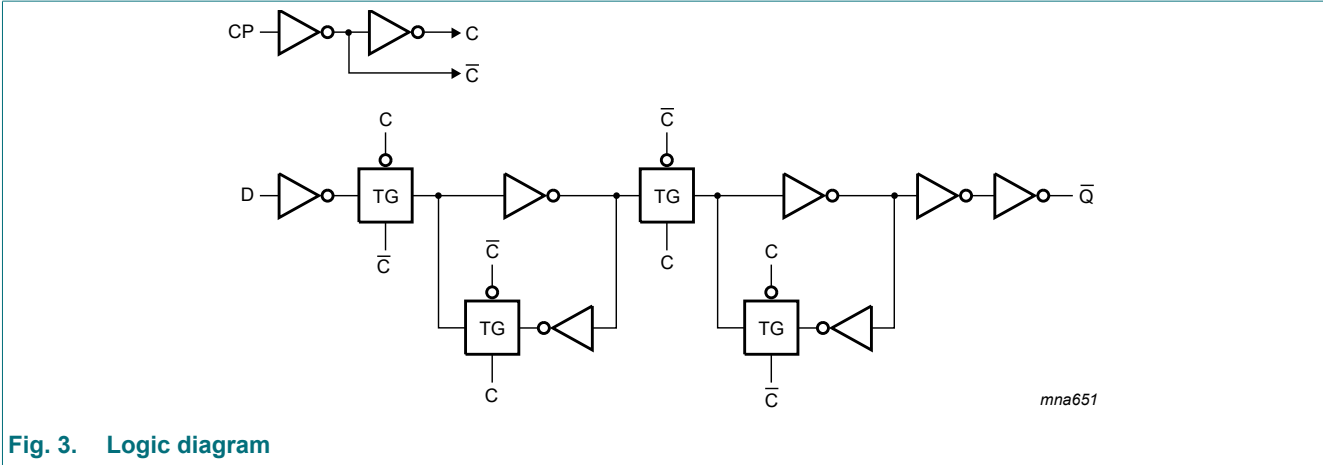 CP C
C̅
C C̅
D TG TG Q̅
C̅ C̅ C C
TG TG
C C̅
mna651
Fig. 3. Logic diagram